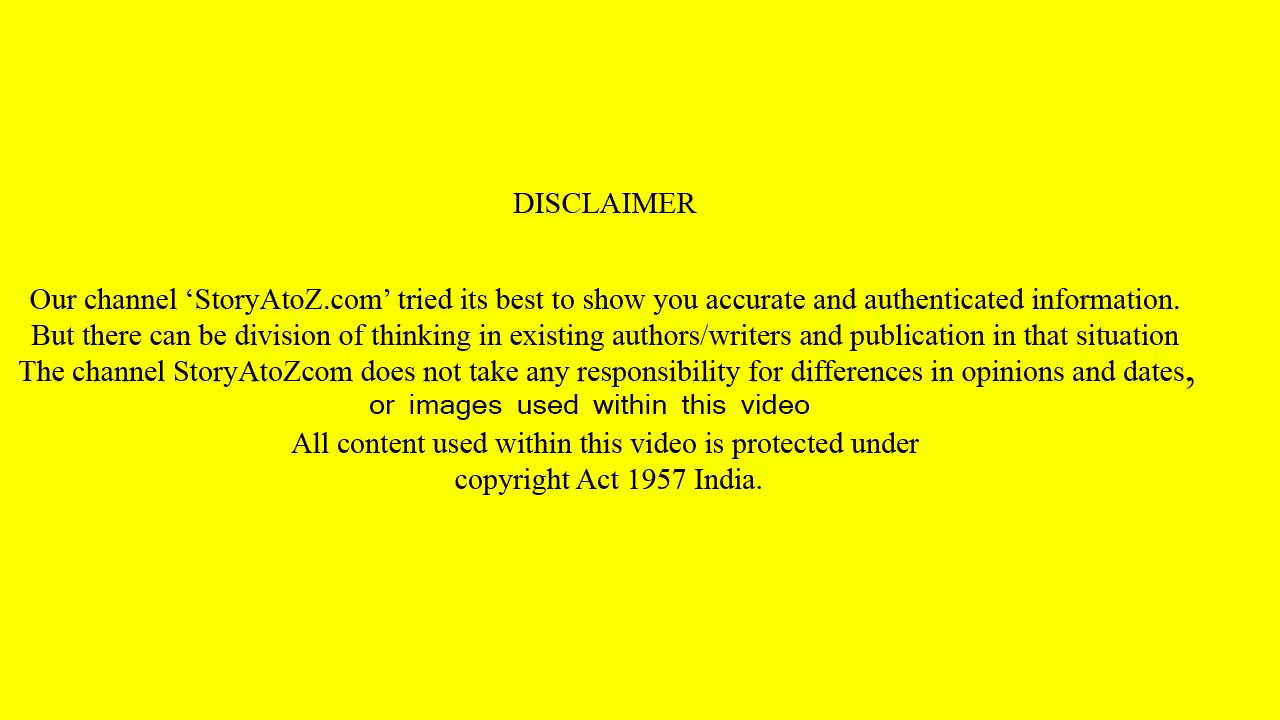 DISCLAIMER
Our channel ‘StoryAtoZ.com’ tried its best to show you accurate and authenticated information.
But there can be division of thinking in existing authors/writers and publication in that situation
The channel StoryAtoZcom does not take any responsibility for differences in opinions and dates,
or images used within this video
All content used within this video is protected under
copyright Act 1957 India.